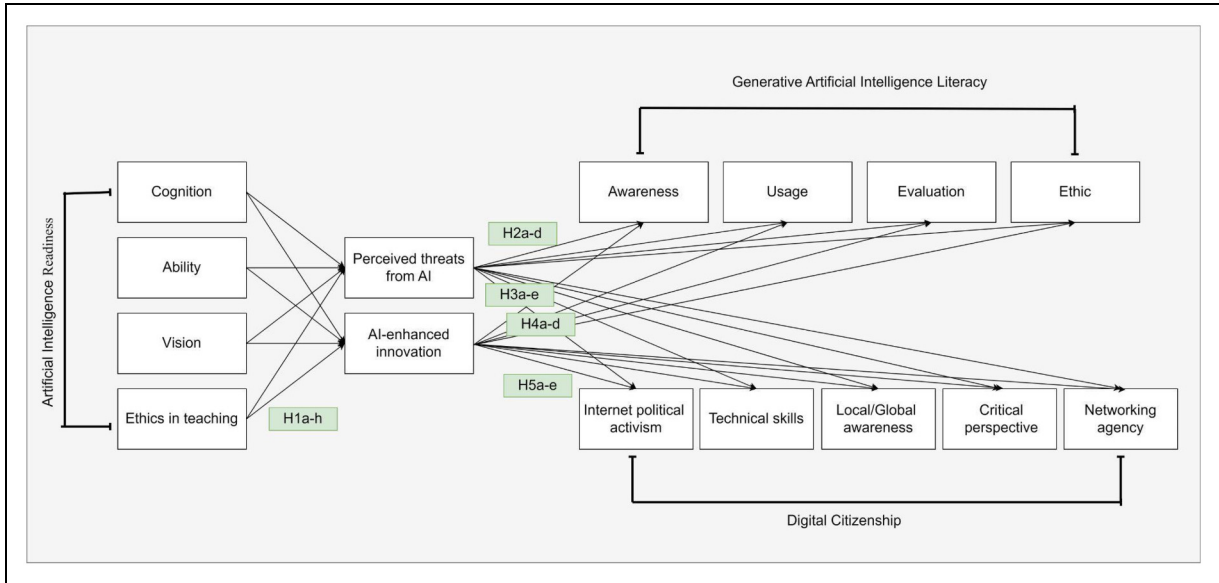 Generative Artificial Intelligence Literacy
Artificial Intelligence Readiness
Cognition
Ability
Vision
Ethics in teaching
H1a-h
Perceived threats
from AI
AI-enhanced
innovation
H2a-d
H3a-e
H4a-d
H5a-e
Awareness
Usage
Evaluation
Ethic
Internet political
activism
Technical skills
Local/Global
awareness
Critical
perspective
Networking
agency
Digital Citizenship